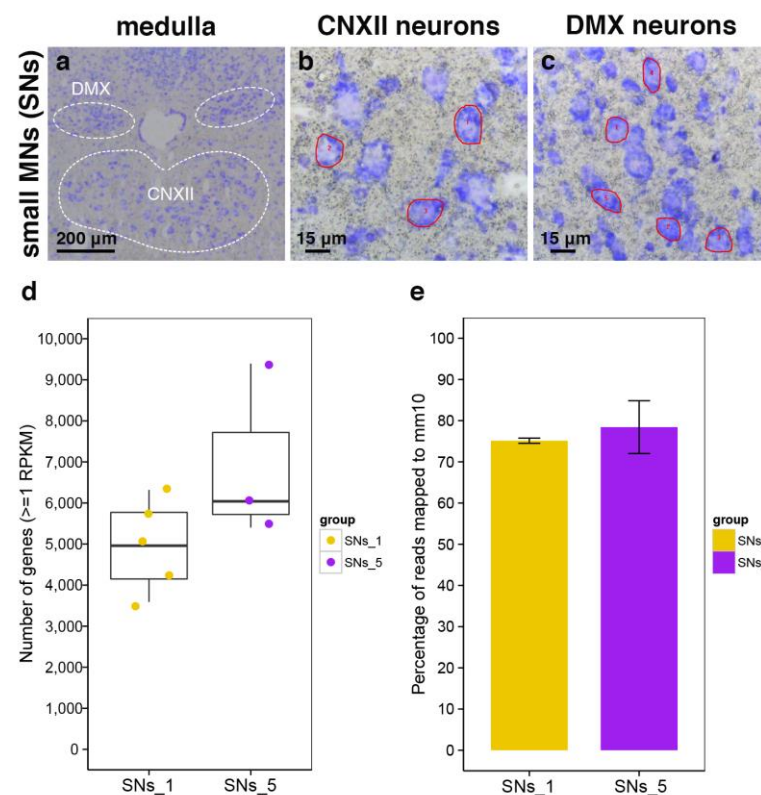 medulla
CNXII neurons
DMX neurons
small MNs (SNs)
a
DMX
CNXII
200 µm
b
15 µm
c
15 µm
d
Number of genes (>=1 RPKM)
10,000
9,000
8,000
7,000
6,000
5,000
4,000
3,000
2,000
1,000
0
SNs_1
SNs_5
group
SNs_1
SNs_5
e
Percentage of reads mapped to mm10
100
90
80
70
60
50
40
30
20
10
0
SNs_1
SNs_5
group
SNs
SNs